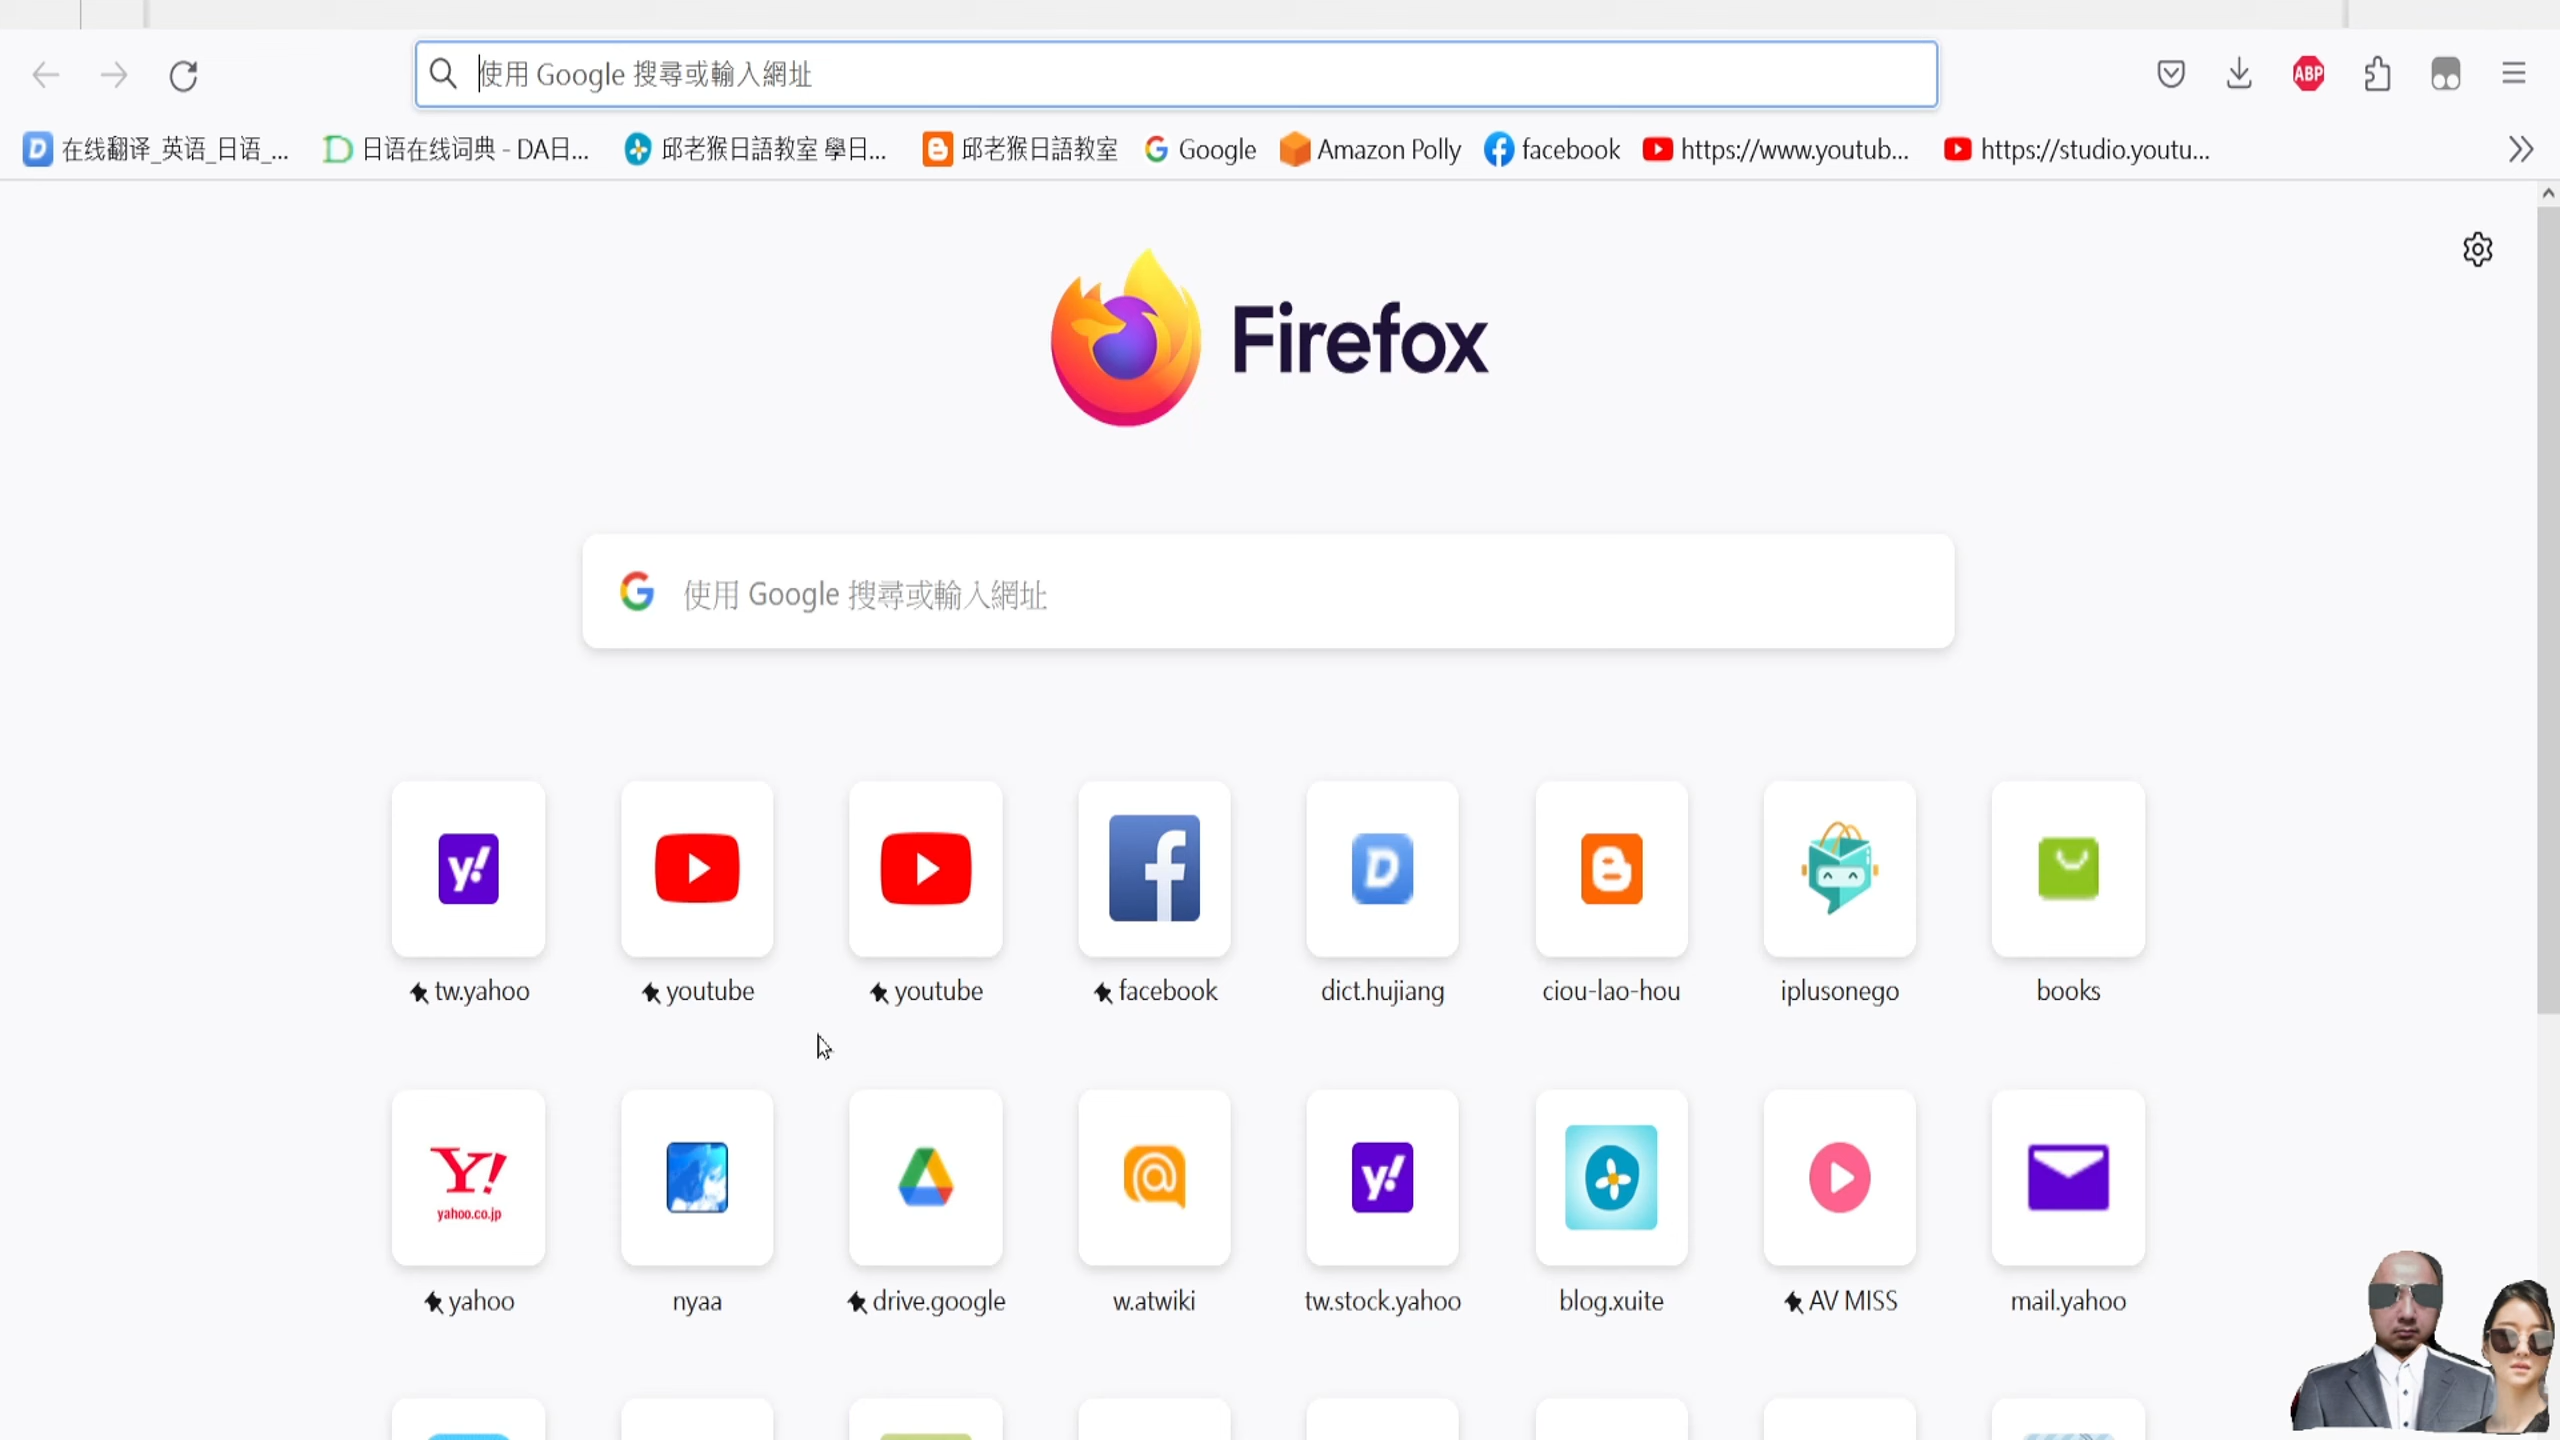 使用 Google 搜尋或輸入網址
ABP
在线翻译_英语_日语_...
日语在线词典 - DA日...
邱老猴日語教室 學日...
邱老猴日語教室
Google
Amazon Polly
facebook
https://www.youtub...
https://studio.youtu...
Firefox
使用 Google 搜尋或輸入網址
tw.yahoo
youtube
youtube
facebook
dict.hujiang
ciou-lao-hou
iplusonego
books
Y!
yahoo.co.jp
yahoo
nyaa
drive.google
w.atwiki
tw.stock.yahoo
blog.xuite
AV MISS
mail.yahoo